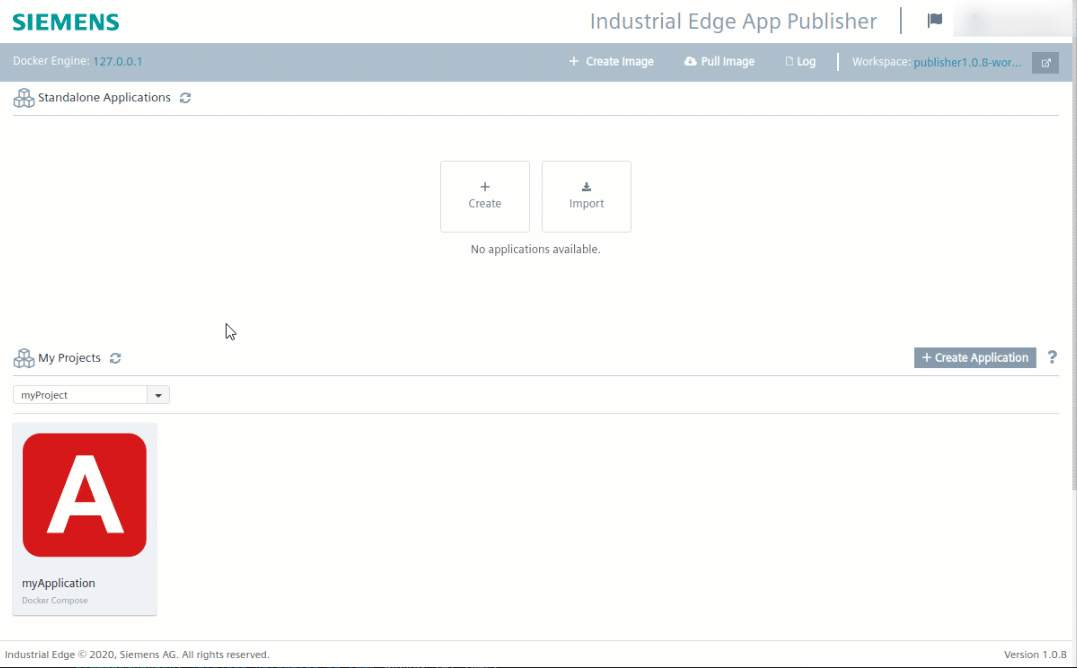 SIEMENS
Industrial Edge App Publisher
Docker Engine: 127.0.0.1
+ Create Image
Pull Image
Log
Workspace: publisher1.0.8-wor...
Standalone Applications
+
Create
Import
No applications available.
My Projects
+ Create Application
?
myProject
A
myApplication
Docker Compose
Industrial Edge © 2020, Siemens AG. All rights reserved.
Version 1.0.8